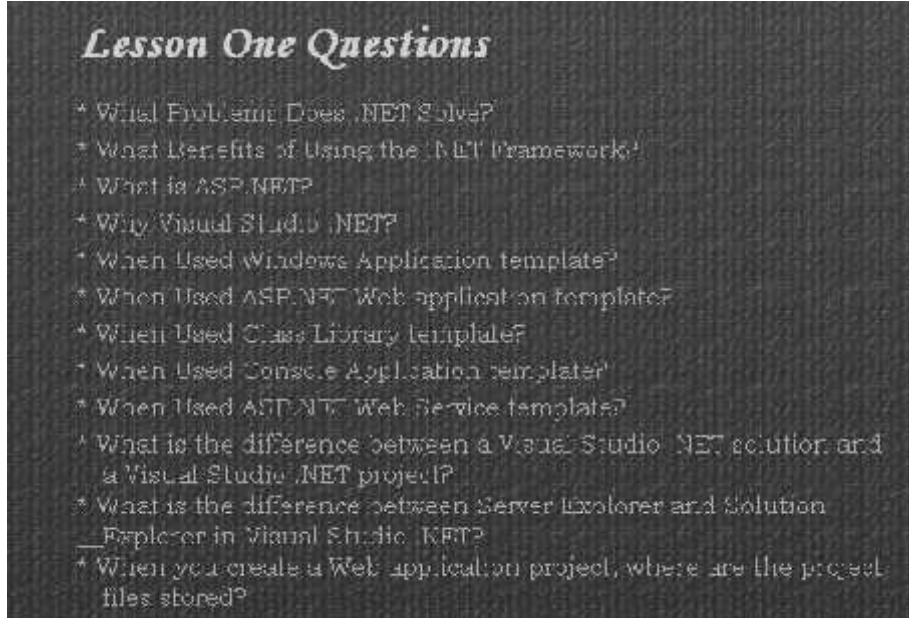 Lesson One Questions
* What Problems Does .NET Solve?
* What Benefits of Using the .NET Framework?
* What is ASP.NET?
* Why Visual Studio .NET?
* When Used Windows Application template?
* When Used ASP.NET Web application template?
* When Used Class Library template?
* When Used Console Application template?
* When Used ASP.NET Web Service template?
* What is the difference between a Visual Studio .NET solution and
a Visual Studio .NET project?
* What is the difference between Server Explorer and Solution
__Explorer in Visual Studio .NET?
* When you create a Web application project, where are the project
files stored?